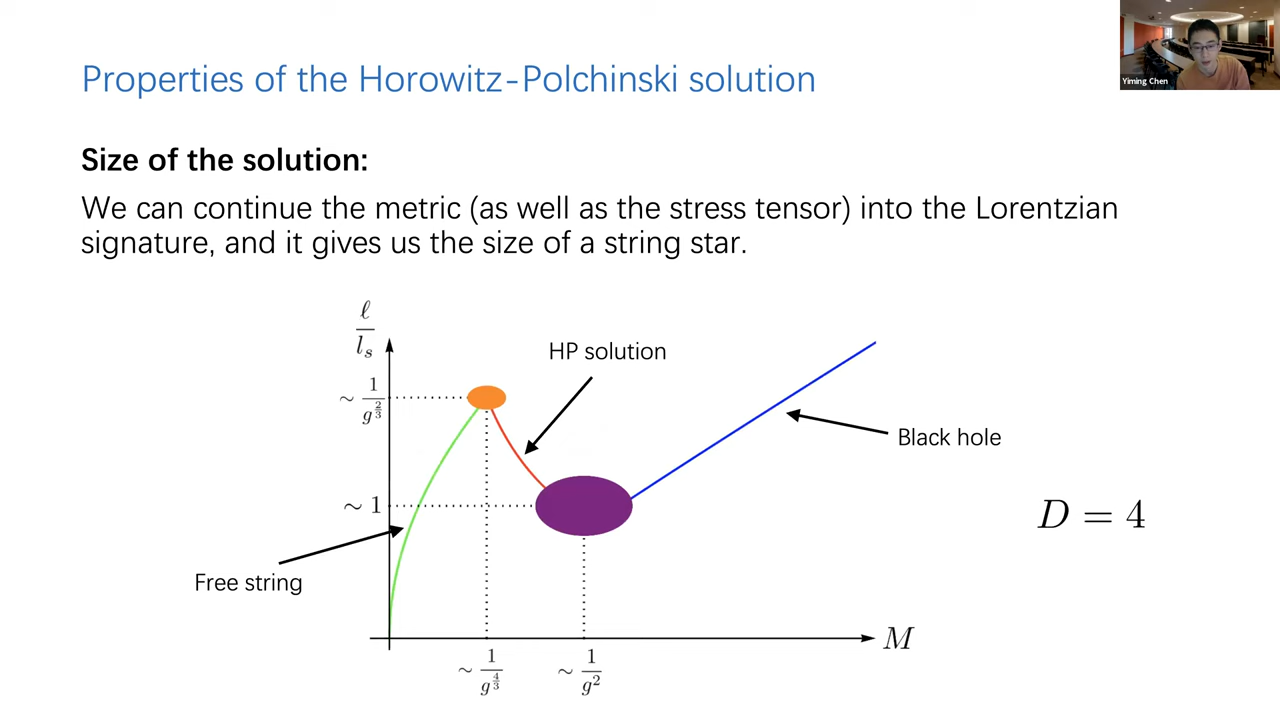 Properties of the Horowitz-Polchinski solution
Yiming Chen
Size of the solution:
We can continue the metric (as well as the stress tensor) into the Lorentzian
signature, and it gives us the size of a string star.
ℓ/l_s
HP solution
∼ 1/g^{2/3}
Black hole
∼ 1
D = 4
Free string
M
∼ 1/g^{4/3}
∼ 1/g^2